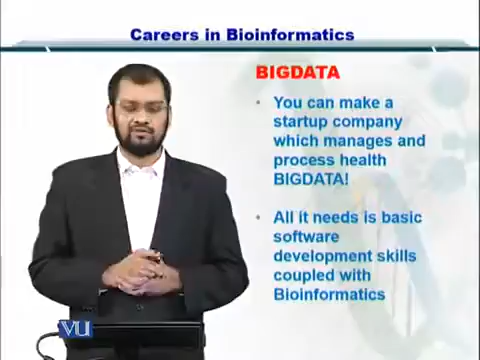 Careers in Bioinformatics
BIGDATA
• You can make a
startup company
which manages and
process health
BIGDATA!
• All it needs is basic
software
development skills
coupled with
Bioinformatics
VU